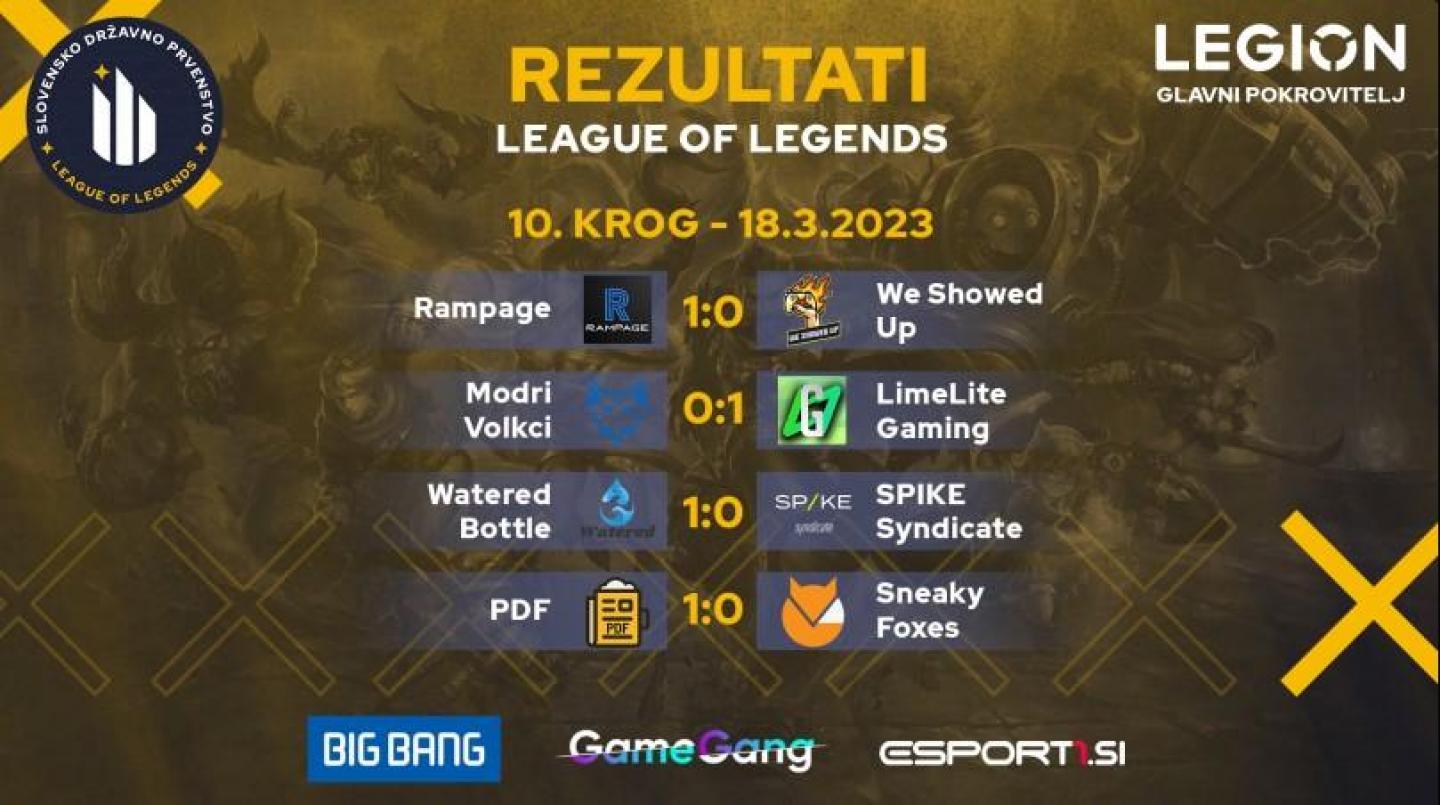 SLOVENSKO DRŽAVNO PRVENSTVO
LEAGUE OF LEGENDS
REZULTATI
LEAGUE OF LEGENDS
LEGION
GLAVNI POKROVITELJ
10. KROG - 18.3.2023
Rampage
R
RAMPAGE
1:0
WE SHOWED UP
We Showed
Up
Modri
Volkci
0:1
G
LimeLite
Gaming
Watered
Bottle
Watered
1:0
SP/KE
syndicate
SPIKE
Syndicate
PDF
PDF
1:0
Sneaky
Foxes
BIG BANG
GameGang
ESPORT1.SI